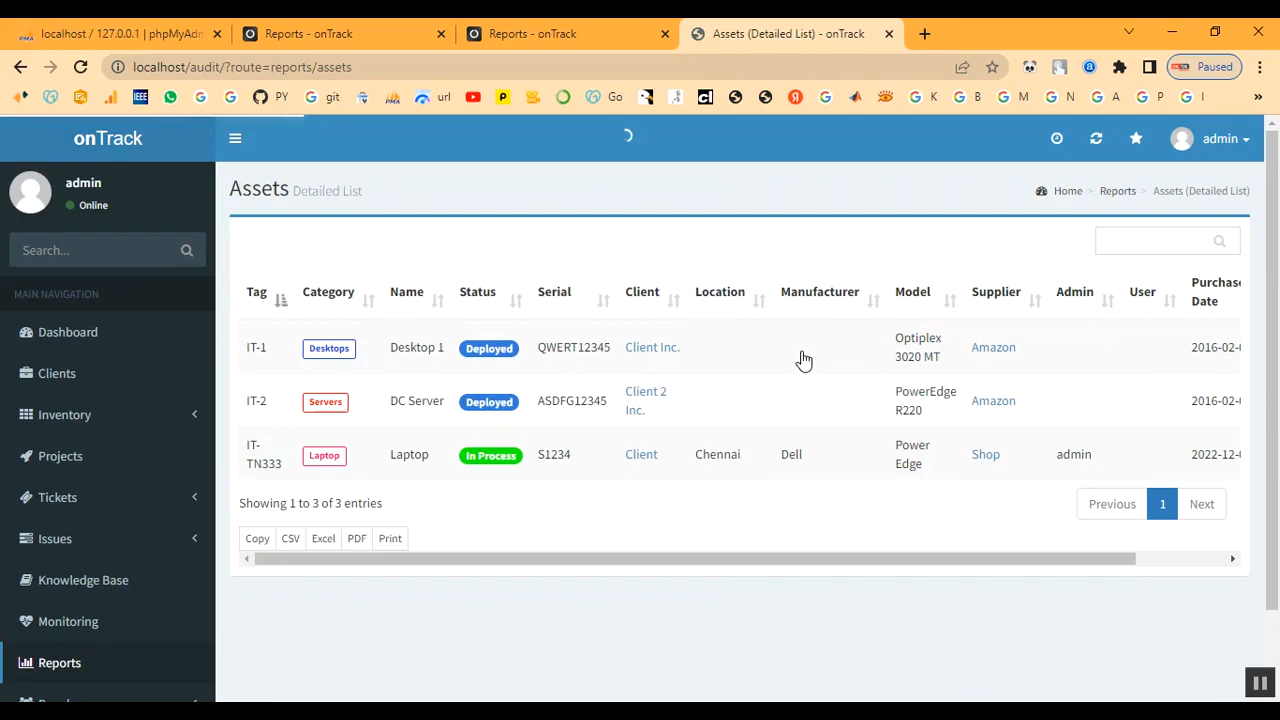 localhost / 127.0.0.1 | phpMyAdn
Reports - onTrack
Reports - onTrack
Assets (Detailed List) - onTrack
localhost/audit/?route=reports/assets
Paused
IEEE
PY
git
PMA
url
Go
K
B
M
N
A
P
I
onTrack
admin
admin
Online
Search...
MAIN NAVIGATION
Dashboard
Clients
Inventory
Projects
Tickets
Issues
Knowledge Base
Monitoring
Reports
Assets Detailed List
Home > Reports > Assets (Detailed List)
Tag Category Name Status Serial Client Location Manufacturer Model Supplier Admin User Purchase
Date
IT-1 Desktops Desktop 1 Deployed QWERT12345 Client Inc. Optiplex 3020 MT Amazon 2016-02-
IT-2 Servers DC Server Deployed ASDFG12345 Client 2 Inc. PowerEdge R220 Amazon 2016-02-
IT-TN333 Laptop Laptop In Process S1234 Client Chennai Dell Power Edge Shop admin 2022-12-
Showing 1 to 3 of 3 entries
Previous 1 Next
Copy CSV Excel PDF Print